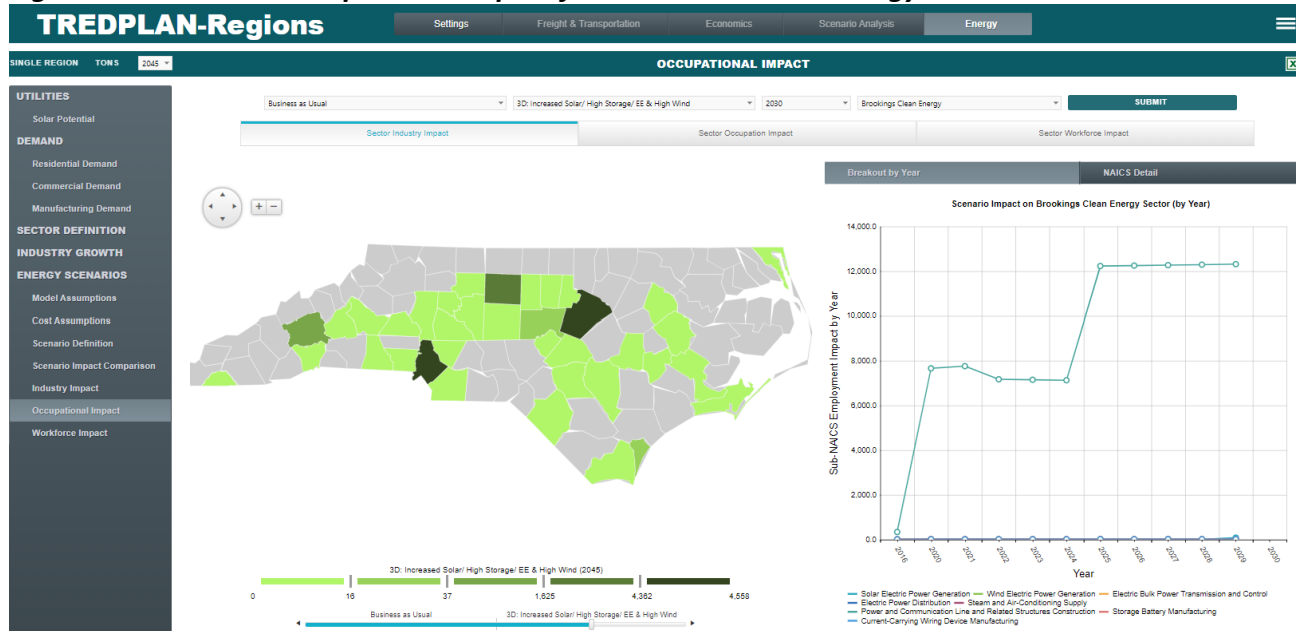 TREDPLAN-Regions
Settings
Freight & Transportation
Economics
Scenario Analysis
Energy
SINGLE REGION TONS 2045
OCCUPATIONAL IMPACT
UTILITIES
Solar Potential
DEMAND
Residential Demand
Commercial Demand
Manufacturing Demand
SECTOR DEFINITION
INDUSTRY GROWTH
ENERGY SCENARIOS
Model Assumptions
Cost Assumptions
Scenario Definition
Scenario Impact Comparison
Industry Impact
Occupational Impact
Workforce Impact
Business as Usual
3D: Increased Solar/ High Storage/ EE & High Wind
2030
Brookings Clean Energy
SUBMIT
Sector Industry Impact
Sector Occupation Impact
Sector Workforce Impact
Breakout by Year
NAICS Detail
+ −
3D: Increased Solar/ High Storage/ EE & High Wind (2045)
0 16 37 1,625 4,362 4,558
Business as Usual 3D: Increased Solar/ High Storage/ EE & High Wind
Scenario Impact on Brookings Clean Energy Sector (by Year)
Sub-NAICS Employment Impact by Year
14,000.0
12,000.0
10,000.0
8,000.0
6,000.0
4,000.0
2,000.0
0.0
2016 2020 2021 2022 2023 2024 2025 2026 2027 2028 2029 2030
Year
Solar Electric Power Generation Wind Electric Power Generation Electric Bulk Power Transmission and Control
Electric Power Distribution Steam and Air-Conditioning Supply
Power and Communication Line and Related Structures Construction Storage Battery Manufacturing
Current-Carrying Wiring Device Manufacturing